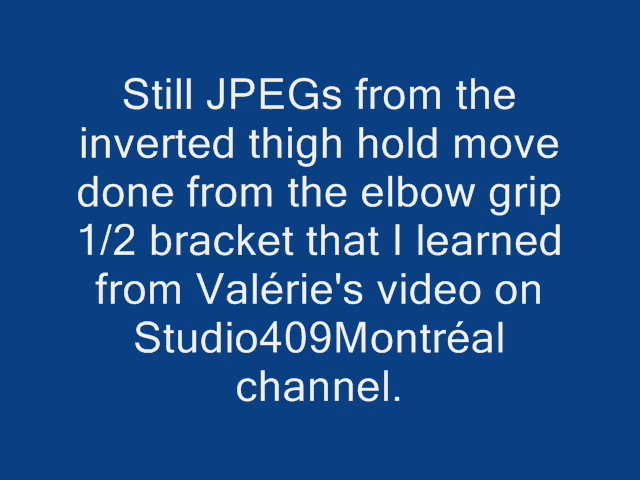 Still JPEGs from the
inverted thigh hold move
done from the elbow grip
1/2 bracket that I learned
from Valérie's video on
Studio409Montréal
channel.